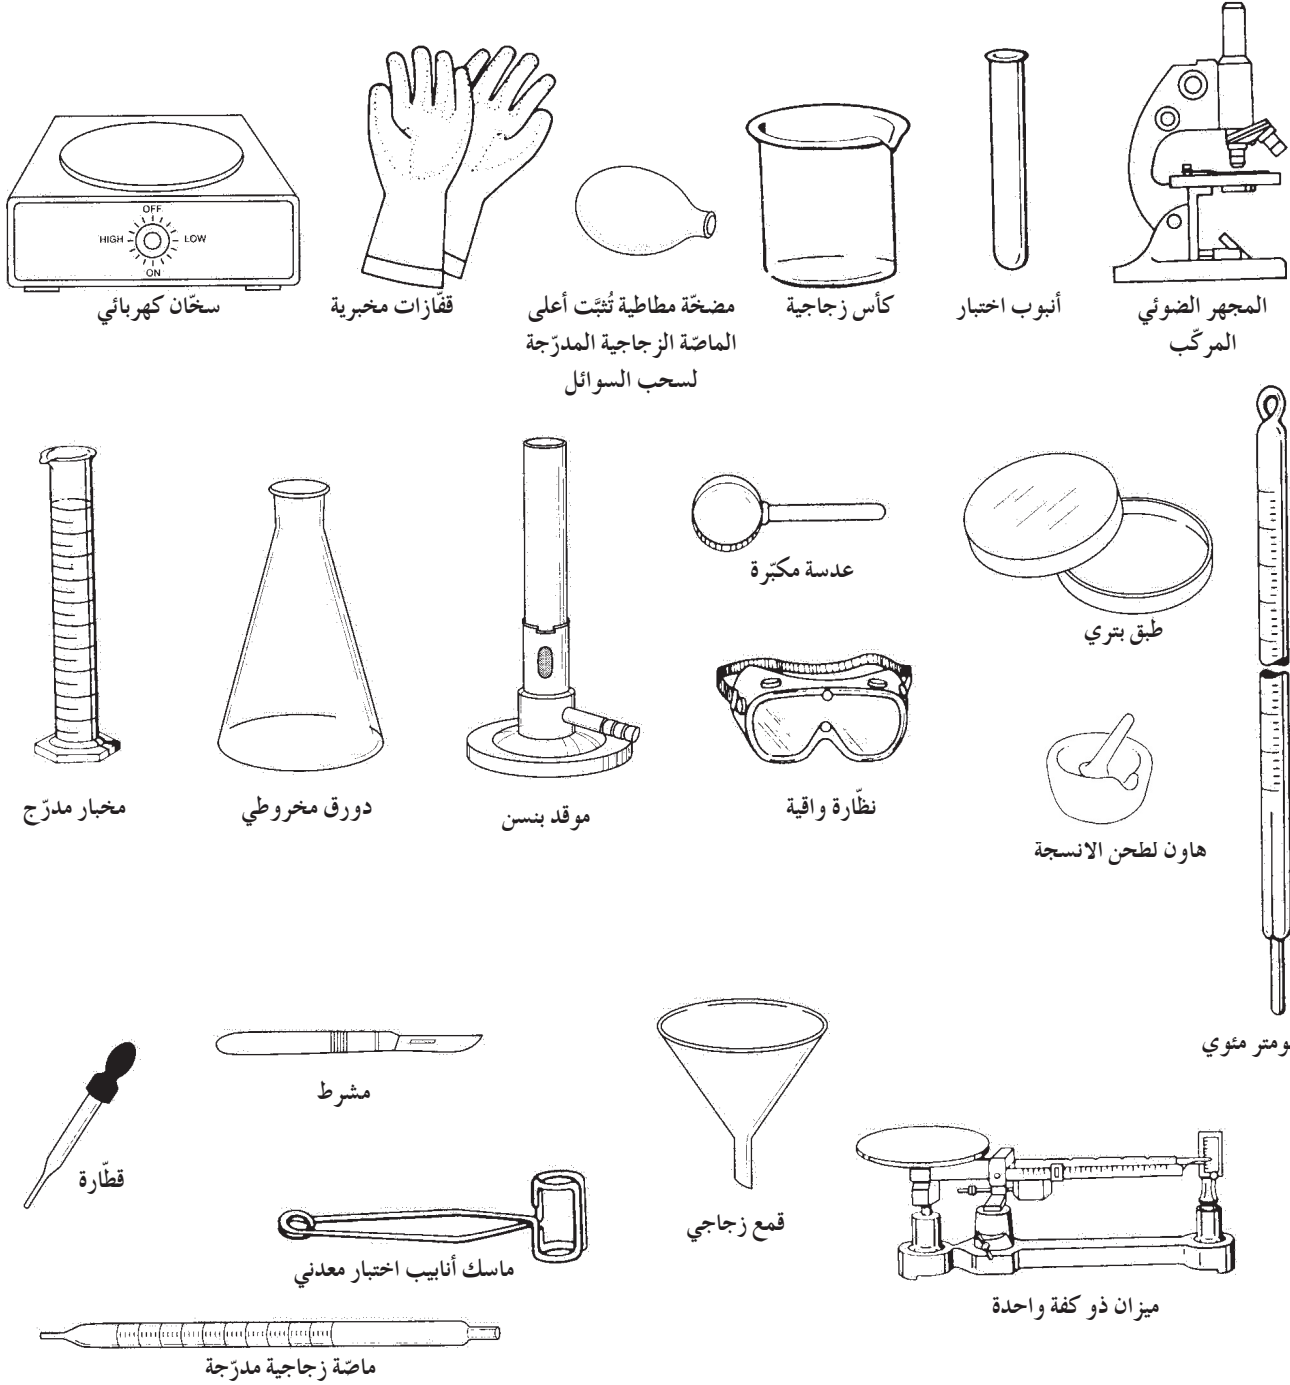 OFF
HIGH
LOW
ON
المجهر الضوئي
المركّب
أنبوب اختبار
كأس زجاجية
مضخّة مطاطية تُثبَّت أعلى
الماصّة الزجاجية المدرّجة
لسحب السوائل
قفّازات مخبرية
سخّان كهربائي
طبق بتري
عدسة مكبّرة
هاون لطحن الانسجة
نظّارة واقية
موقد بنسن
دورق مخروطي
مخبار مدرّج
ومتر مئوي
مشرط
قطّارة
قمع زجاجي
ماسك أنابيب اختبار معدني
ميزان ذو كفة واحدة
ماصّة زجاجية مدرّجة